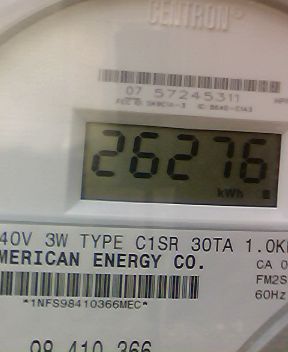 CENTRON®
07 57245311
26276
kWh
40V 3W TYPE C1SR 30TA 1.0K
MERICAN ENERGY CO.
CA 0
FM2S
60Hz
*1NFS98410366MEC*
98 410 366